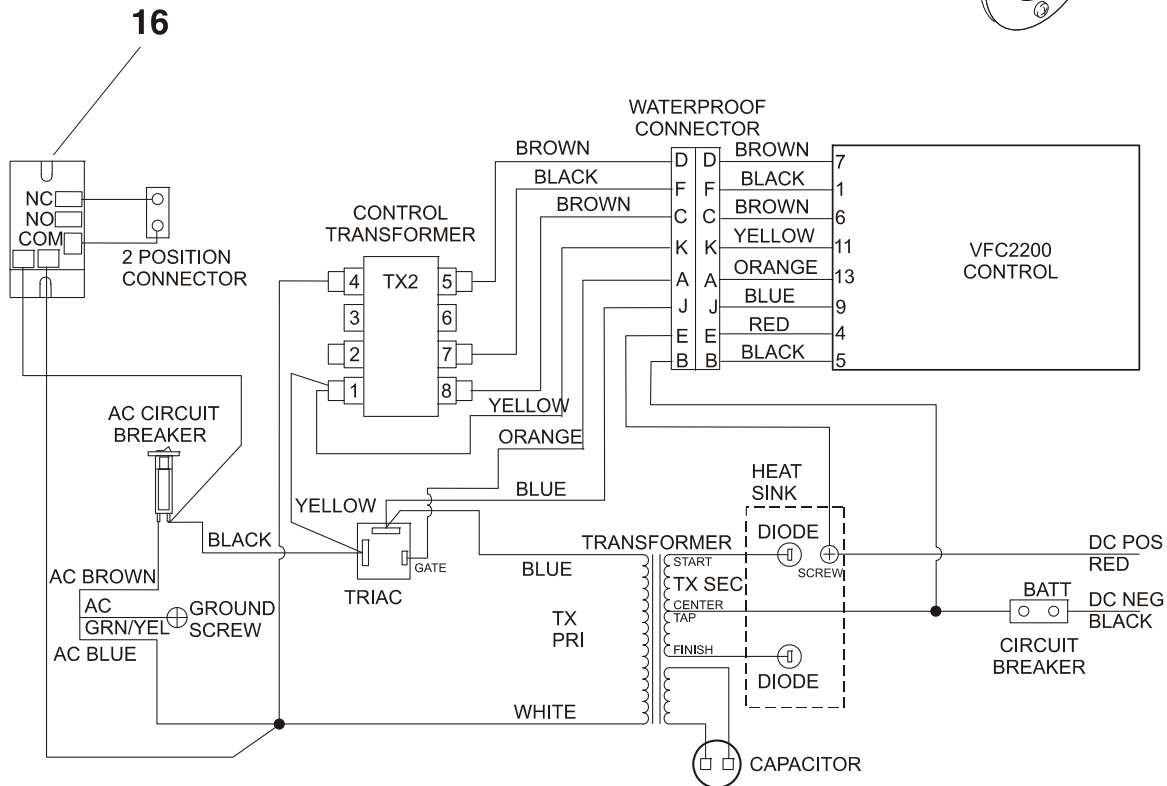 16
WATERPROOF
CONNECTOR
BROWN
D D
BROWN
7
BLACK
F F
BLACK
1
BROWN
C C
BROWN
6
K K
YELLOW
11
A A
ORANGE
13
J J
BLUE
9
E E
RED
4
B B
BLACK
5
VFC2200
CONTROL
NC
NO
COM
2 POSITION
CONNECTOR
CONTROL
TRANSFORMER
TX2
4 5
3 6
2 7
1 8
YELLOW
ORANGE
BLUE
AC CIRCUIT
BREAKER
YELLOW
BLACK
GATE
TRIAC
AC BROWN
AC
GRN/YEL
GROUND
SCREW
AC BLUE
BLUE
WHITE
TRANSFORMER
TX
PRI
START
TX SEC
CENTER
TAP
FINISH
HEAT
SINK
DIODE
SCREW
DIODE
DC POS
RED
BATT
DC NEG
BLACK
CIRCUIT
BREAKER
CAPACITOR